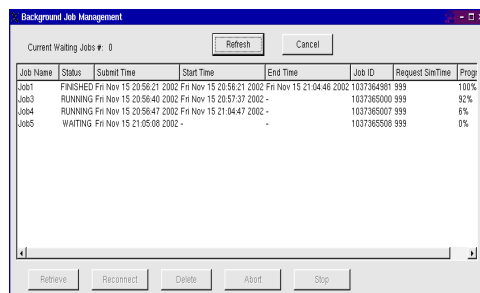 Background Job Management
Current Waiting Jobs #: 0 Refresh Cancel
Job Name Status Submit Time Start Time End Time Job ID Request SimTime Progr
Job1 FINISHED Fri Nov 15 20:56:21 2002 Fri Nov 15 20:56:21 2002 Fri Nov 15 21:04:46 2002 1037364981 999 100%
Job3 RUNNING Fri Nov 15 20:56:40 2002 Fri Nov 15 20:57:37 2002 - 1037365000 999 92%
Job4 RUNNING Fri Nov 15 20:56:47 2002 Fri Nov 15 21:04:47 2002 - 1037365007 999 6%
Job5 WAITING Fri Nov 15 21:05:08 2002 - - 1037365508 999 0%
Retrieve Reconnect Delete Abort Stop